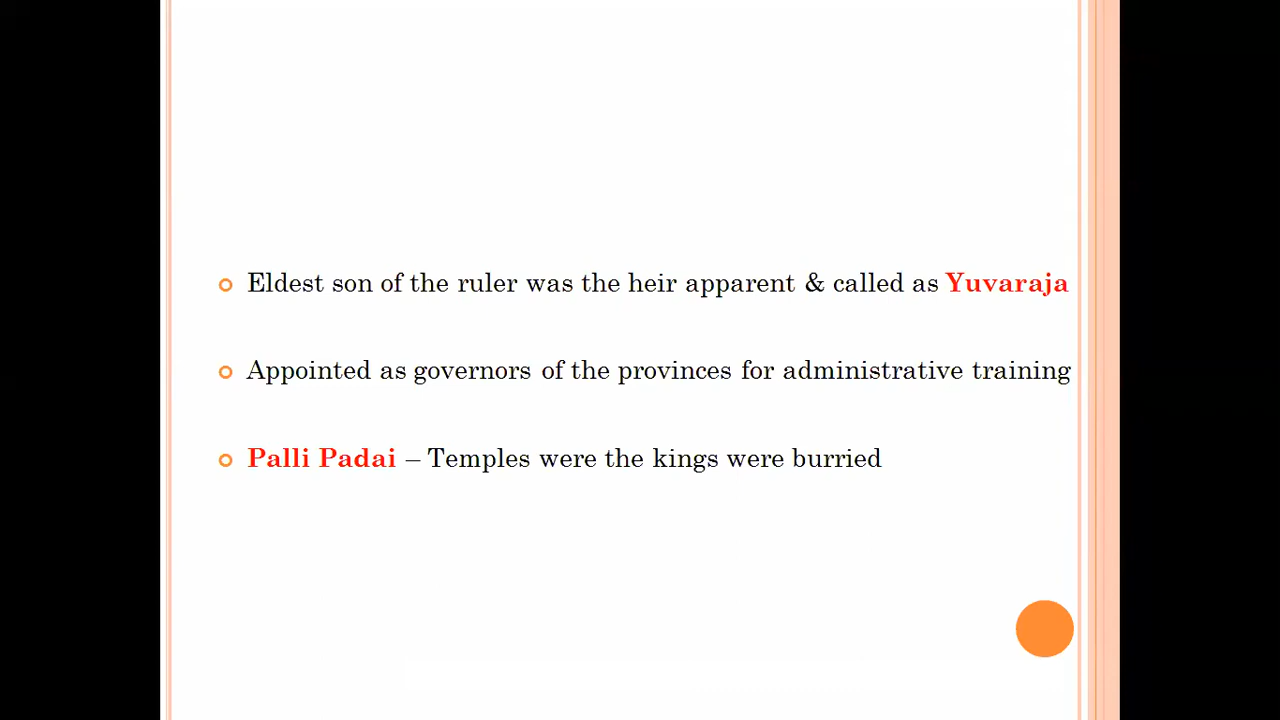 Eldest son of the ruler was the heir apparent & called as Yuvaraja
Appointed as governors of the provinces for administrative training
Palli Padai – Temples were the kings were burried